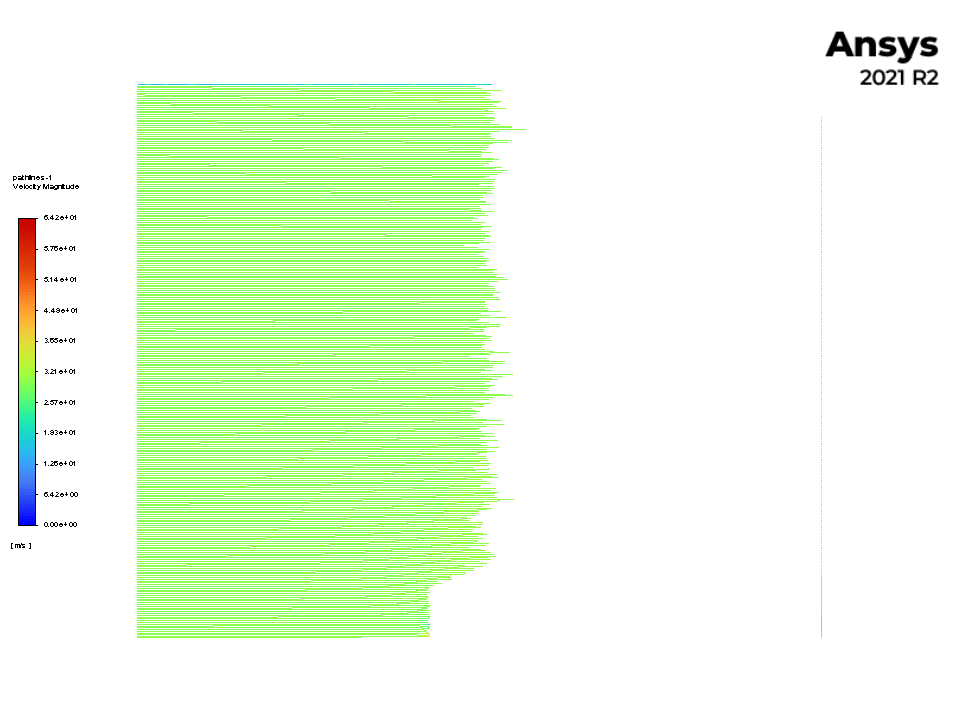 Ansys
2021 R2
pathlines-1
Velocity Magnitude
6.42e+01
5.78e+01
5.14e+01
4.49e+01
3.85e+01
3.21e+01
2.57e+01
1.93e+01
1.28e+01
6.42e+00
0.00e+00
[ m/s ]